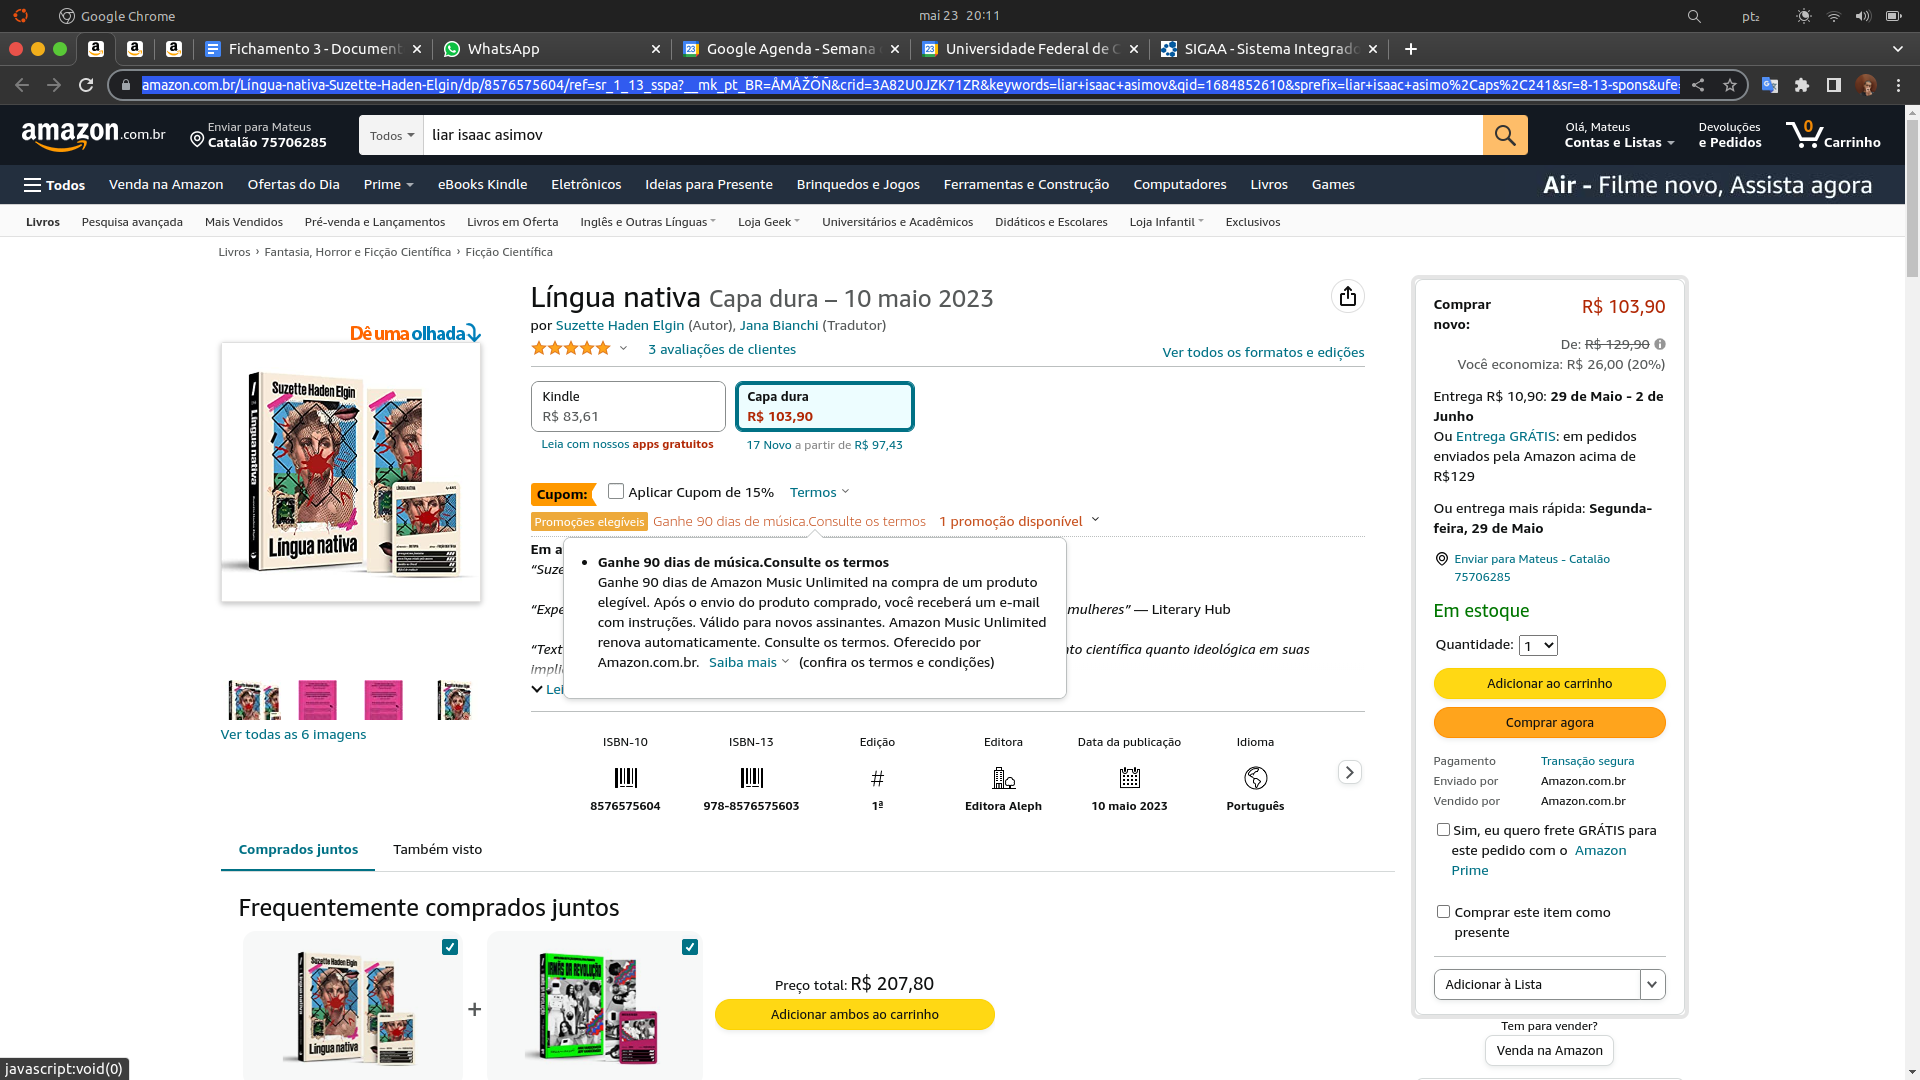 Google Chrome
mai 23 20:11
pt₂
Fichamento 3 - Document
WhatsApp
Google Agenda - Semana
Universidade Federal de C
SIGAA - Sistema Integrado
amazon.com.br/Língua-nativa-Suzette-Haden-Elgin/dp/8576575604/ref=sr_1_13_sspa?__mk_pt_BR=ÅMÅŽÕÑ&crid=3A82U0JZK71ZR&keywords=liar+isaac+asimov&qid=1684852610&sprefix=liar+isaac+asimo%2Caps%2C241&sr=8-13-spons&ufe=
amazon.com.br
Enviar para Mateus
Catalão 75706285
Todos
liar isaac asimov
Olá, Mateus
Contas e Listas
Devoluções
e Pedidos
0
Carrinho
Todos
Venda na Amazon
Ofertas do Dia
Prime
eBooks Kindle
Eletrônicos
Ideias para Presente
Brinquedos e Jogos
Ferramentas e Construção
Computadores
Livros
Games
Air - Filme novo, Assista agora
Livros
Pesquisa avançada
Mais Vendidos
Pré-venda e Lançamentos
Livros em Oferta
Inglês e Outras Línguas
Loja Geek
Universitários e Acadêmicos
Didáticos e Escolares
Loja Infantil
Exclusivos
Livros › Fantasia, Horror e Ficção Científica › Ficção Científica
Dê uma olhada
Suzette Haden Elgin
Língua nativa
Língua nativa
Ver todas as 6 imagens
Língua nativa Capa dura – 10 maio 2023
por Suzette Haden Elgin (Autor), Jana Bianchi (Tradutor)
3 avaliações de clientes
Ver todos os formatos e edições
Kindle
R$ 83,61
Capa dura
R$ 103,90
Leia com nossos apps gratuitos
17 Novo a partir de R$ 97,43
Cupom:
Aplicar Cupom de 15%
Termos
Promoções elegíveis
Ganhe 90 dias de música.Consulte os termos
1 promoção disponível
Em a
“Suze
“Expe
mulheres” — Literary Hub
“Text
nto científica quanto ideológica em suas
implic
Lei
Ganhe 90 dias de música.Consulte os termos
Ganhe 90 dias de Amazon Music Unlimited na compra de um produto
elegível. Após o envio do produto comprado, você receberá um e-mail
com instruções. Válido para novos assinantes. Amazon Music Unlimited
renova automaticamente. Consulte os termos. Oferecido por
Amazon.com.br. Saiba mais (confira os termos e condições)
ISBN-10
8576575604
ISBN-13
978-8576575603
Edição
#
1ª
Editora
Editora Aleph
Data da publicação
10 maio 2023
Idioma
Português
Comprar
novo:
R$ 103,90
De: R$ 129,90
Você economiza: R$ 26,00 (20%)
Entrega R$ 10,90: 29 de Maio - 2 de
Junho
Ou Entrega GRÁTIS: em pedidos
enviados pela Amazon acima de
R$129
Ou entrega mais rápida: Segunda-
feira, 29 de Maio
Enviar para Mateus - Catalão
75706285
Em estoque
Quantidade: 1
Adicionar ao carrinho
Comprar agora
Pagamento Transação segura
Enviado por Amazon.com.br
Vendido por Amazon.com.br
Sim, eu quero frete GRÁTIS para
este pedido com o Amazon
Prime
Comprar este item como
presente
Adicionar à Lista
Tem para vender?
Venda na Amazon
Comprados juntos
Também visto
Frequentemente comprados juntos
Suzette Haden Elgin
Língua nativa
+
IRMÃS DA REVOLUÇÃO
Preço total: R$ 207,80
Adicionar ambos ao carrinho
javascript:void(0)